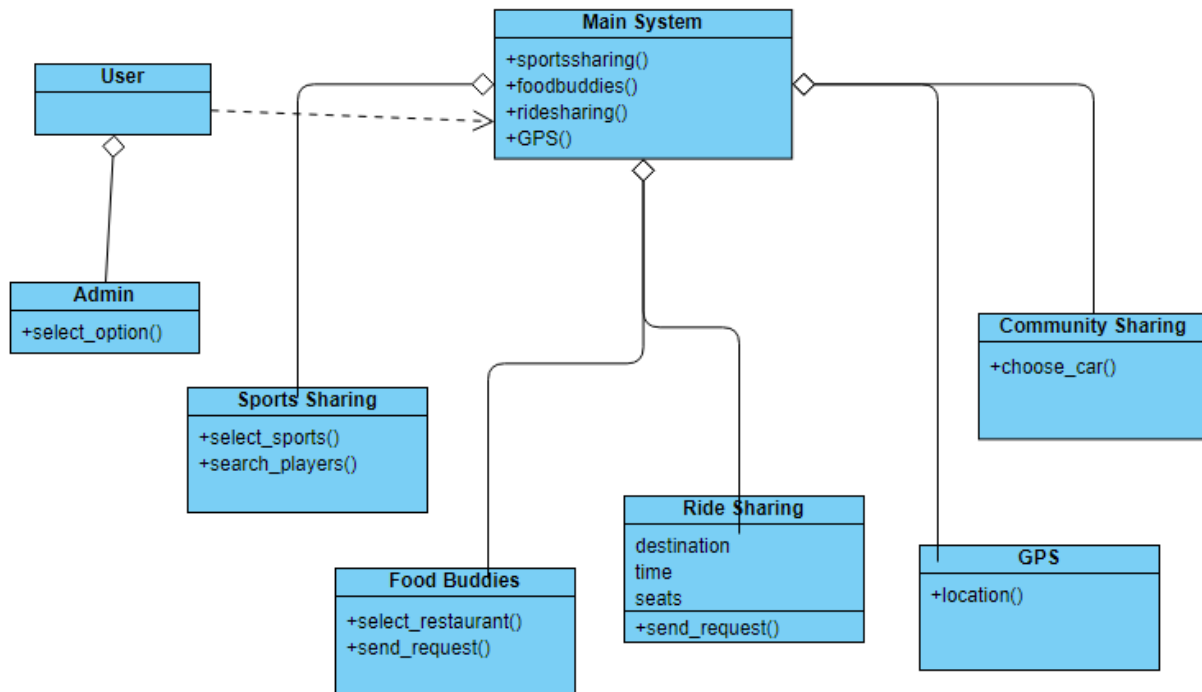 Main System
+sportssharing()
+foodbuddies()
+ridesharing()
+GPS()
User
Admin
+select_option()
Sports Sharing
+select_sports()
+search_players()
Food Buddies
+select_restaurant()
+send_request()
Ride Sharing
destination
time
seats
+send_request()
Community Sharing
+choose_car()
GPS
+location()